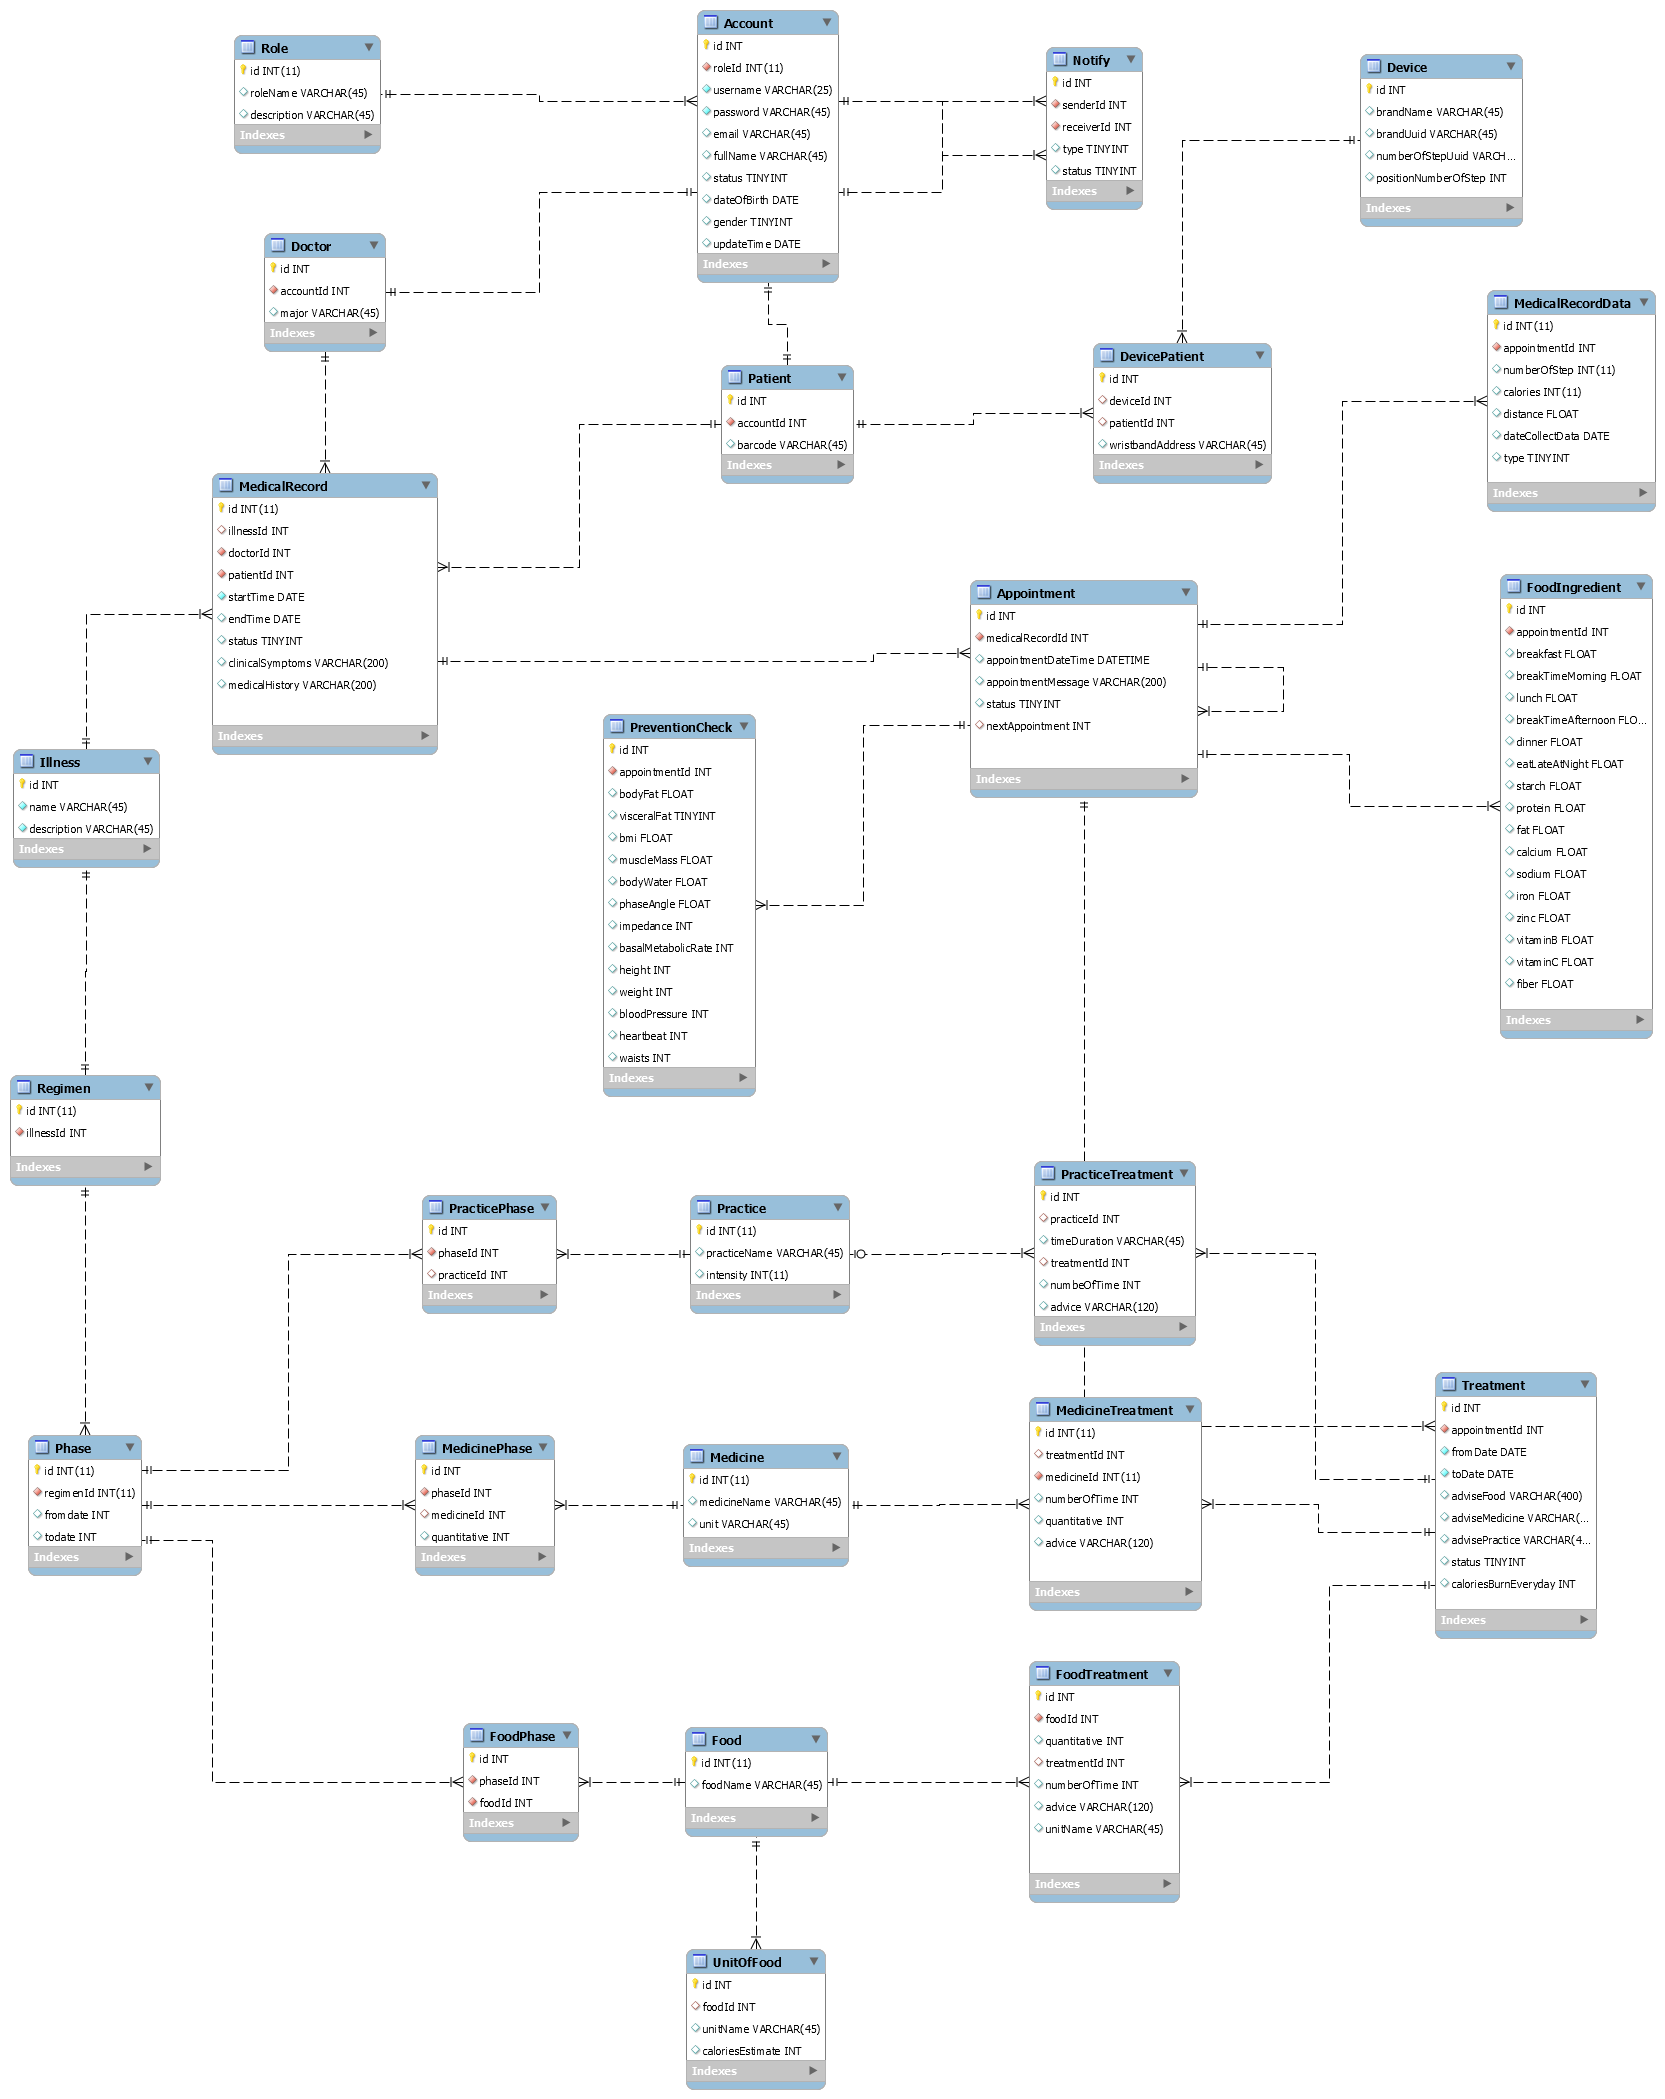 Role
id INT(11)
roleName VARCHAR(45)
description VARCHAR(45)
Indexes
Account
id INT
roleId INT(11)
username VARCHAR(25)
password VARCHAR(45)
email VARCHAR(45)
fullName VARCHAR(45)
status TINYINT
dateOfBirth DATE
gender TINYINT
updateTime DATE
Indexes
Notify
id INT
senderId INT
receiverId INT
type TINYINT
status TINYINT
Indexes
Device
id INT
brandName VARCHAR(45)
brandUuid VARCHAR(45)
numberOfStepUuid VARCH...
positionNumberOfStep INT
Indexes
Doctor
id INT
accountId INT
major VARCHAR(45)
Indexes
Patient
id INT
accountId INT
barcode VARCHAR(45)
Indexes
DevicePatient
id INT
deviceId INT
patientId INT
wristbandAddress VARCHAR(45)
Indexes
MedicalRecordData
id INT(11)
appointmentId INT
numberOfStep INT(11)
calories INT(11)
distance FLOAT
dateCollectData DATE
type TINYINT
Indexes
MedicalRecord
id INT(11)
illnessId INT
doctorId INT
patientId INT
startTime DATE
endTime DATE
status TINYINT
clinicalSymptoms VARCHAR(200)
medicalHistory VARCHAR(200)
Indexes
Appointment
id INT
medicalRecordId INT
appointmentDateTime DATETIME
appointmentMessage VARCHAR(200)
status TINYINT
nextAppointment INT
Indexes
FoodIngredient
id INT
appointmentId INT
breakfast FLOAT
breakTimeMorning FLOAT
lunch FLOAT
breakTimeAfternoon FLO...
dinner FLOAT
eatLateAtNight FLOAT
starch FLOAT
protein FLOAT
fat FLOAT
calcium FLOAT
sodium FLOAT
iron FLOAT
zinc FLOAT
vitaminB FLOAT
vitaminC FLOAT
fiber FLOAT
Indexes
PreventionCheck
id INT
appointmentId INT
bodyFat FLOAT
visceralFat TINYINT
bmi FLOAT
muscleMass FLOAT
bodyWater FLOAT
phaseAngle FLOAT
impedance INT
basalMetabolicRate INT
height INT
weight INT
bloodPressure INT
heartbeat INT
waists INT
Indexes
Illness
id INT
name VARCHAR(45)
description VARCHAR(45)
Indexes
Regimen
id INT(11)
illnessId INT
Indexes
PracticePhase
id INT
phaseId INT
practiceId INT
Indexes
Practice
id INT(11)
practiceName VARCHAR(45)
intensity INT(11)
Indexes
PracticeTreatment
id INT
practiceId INT
timeDuration VARCHAR(45)
treatmentId INT
numbeOfTime INT
advice VARCHAR(120)
Indexes
Phase
id INT(11)
regimenId INT(11)
fromdate INT
todate INT
Indexes
MedicinePhase
id INT
phaseId INT
medicineId INT
quantitative INT
Indexes
Medicine
id INT(11)
medicineName VARCHAR(45)
unit VARCHAR(45)
Indexes
MedicineTreatment
id INT(11)
treatmentId INT
medicineId INT(11)
numberOfTime INT
quantitative INT
advice VARCHAR(120)
Indexes
Treatment
id INT
appointmentId INT
fromDate DATE
toDate DATE
adviseFood VARCHAR(400)
adviseMedicine VARCHAR(...
advisePractice VARCHAR(4...
status TINYINT
caloriesBurnEveryday INT
Indexes
FoodPhase
id INT
phaseId INT
foodId INT
Indexes
Food
id INT(11)
foodName VARCHAR(45)
Indexes
FoodTreatment
id INT
foodId INT
quantitative INT
treatmentId INT
numberOfTime INT
advice VARCHAR(120)
unitName VARCHAR(45)
Indexes
UnitOfFood
id INT
foodId INT
unitName VARCHAR(45)
caloriesEstimate INT
Indexes